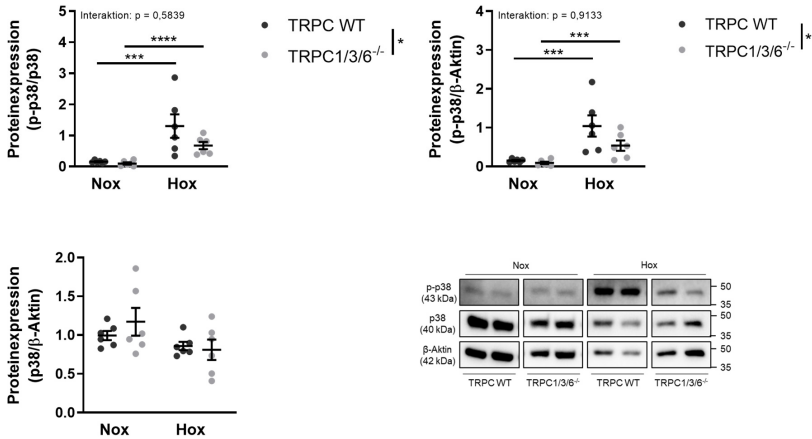 Proteinexpression
(p-p38/p38)
5
4
3
2
1
0
Interaktion: p = 0,5839
****
***
Nox
Hox
TRPC WT
TRPC1/3/6-/-
*
Proteinexpression
(p-p38/β-Aktin)
4
3
2
1
0
Interaktion: p = 0,9133
***
***
Nox
Hox
TRPC WT
TRPC1/3/6-/-
*
Proteinexpression
(p38/β-Aktin)
2.0
1.5
1.0
0.5
0.0
Nox
Hox
Nox
Hox
p-p38
(43 kDa)
50
35
p38
(40 kDa)
50
35
β-Aktin
(42 kDa)
50
35
TRPC WT
TRPC1/3/6-/-
TRPC WT
TRPC1/3/6-/-